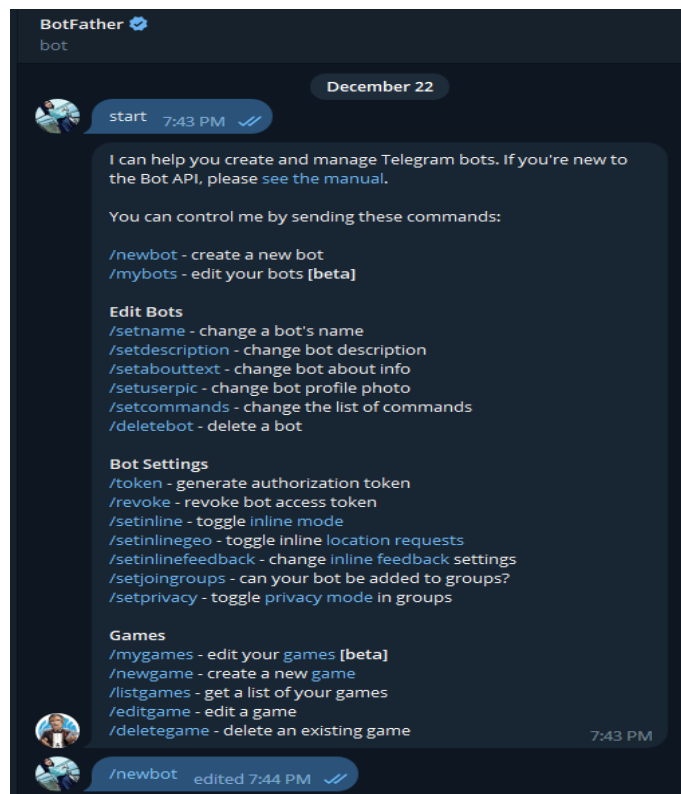 BotFather
bot
December 22
start 7:43 PM
I can help you create and manage Telegram bots. If you're new to
the Bot API, please see the manual.
You can control me by sending these commands:
/newbot - create a new bot
/mybots - edit your bots [beta]
Edit Bots
/setname - change a bot's name
/setdescription - change bot description
/setabouttext - change bot about info
/setuserpic - change bot profile photo
/setcommands - change the list of commands
/deletebot - delete a bot
Bot Settings
/token - generate authorization token
/revoke - revoke bot access token
/setinline - toggle inline mode
/setinlinegeo - toggle inline location requests
/setinlinefeedback - change inline feedback settings
/setjoingroups - can your bot be added to groups?
/setprivacy - toggle privacy mode in groups
Games
/mygames - edit your games [beta]
/newgame - create a new game
/listgames - get a list of your games
/editgame - edit a game
/deletegame - delete an existing game 7:43 PM
/newbot edited 7:44 PM